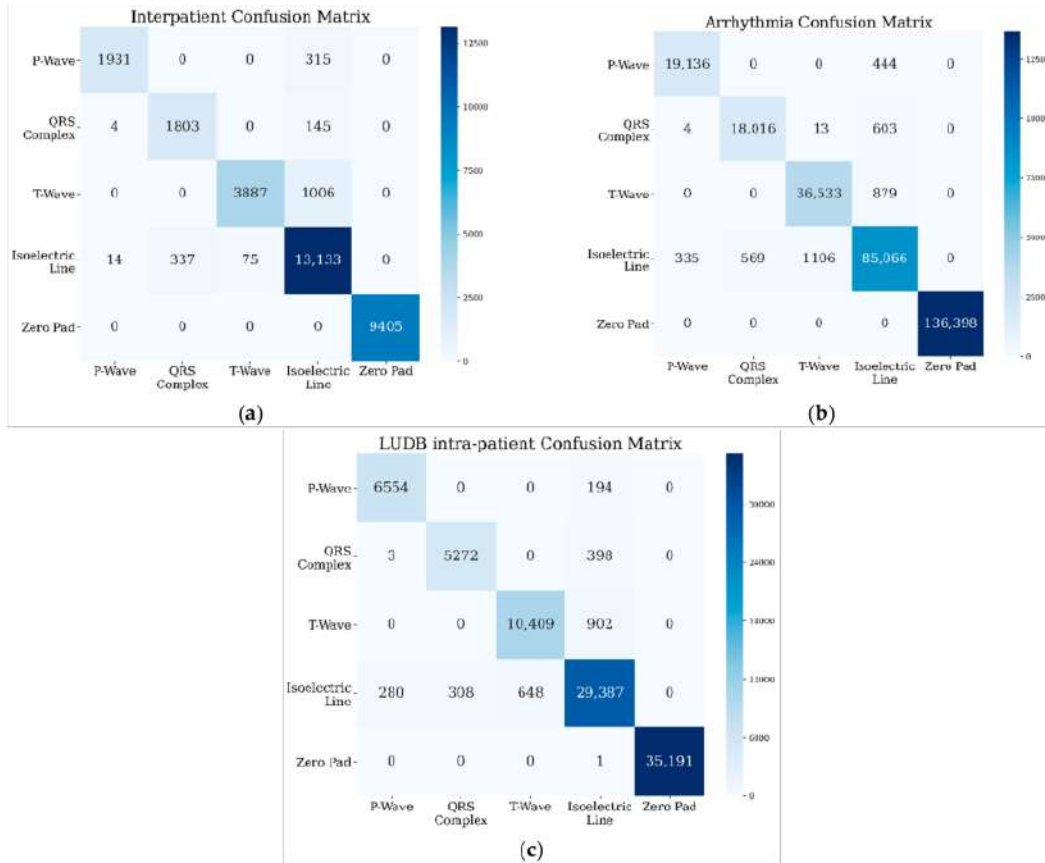 Interpatient Confusion Matrix
P-Wave 1931 0 0 315 0
QRS Complex 4 1803 0 145 0
T-Wave 0 0 3887 1006 0
Isoelectric Line 14 337 75 13,133 0
Zero Pad 0 0 0 0 9405
P-Wave QRS Complex T-Wave Isoelectric Line Zero Pad
12500
10000
7500
5000
2500
0
(a)
Arrhythmia Confusion Matrix
P-Wave 19,136 0 0 444 0
QRS Complex 4 18,016 13 603 0
T-Wave 0 0 36,533 879 0
Isoelectric Line 335 569 1106 85,066 0
Zero Pad 0 0 0 0 136,398
P-Wave QRS Complex T-Wave Isoelectric Line Zero Pad
0
(b)
LUDB intra-patient Confusion Matrix
P-Wave 6554 0 0 194 0
QRS Complex 3 5272 0 398 0
T-Wave 0 0 10,409 902 0
Isoelectric Line 280 308 648 29,387 0
Zero Pad 0 0 0 1 35,191
P-Wave QRS Complex T-Wave Isoelectric Line Zero Pad
0
(c)